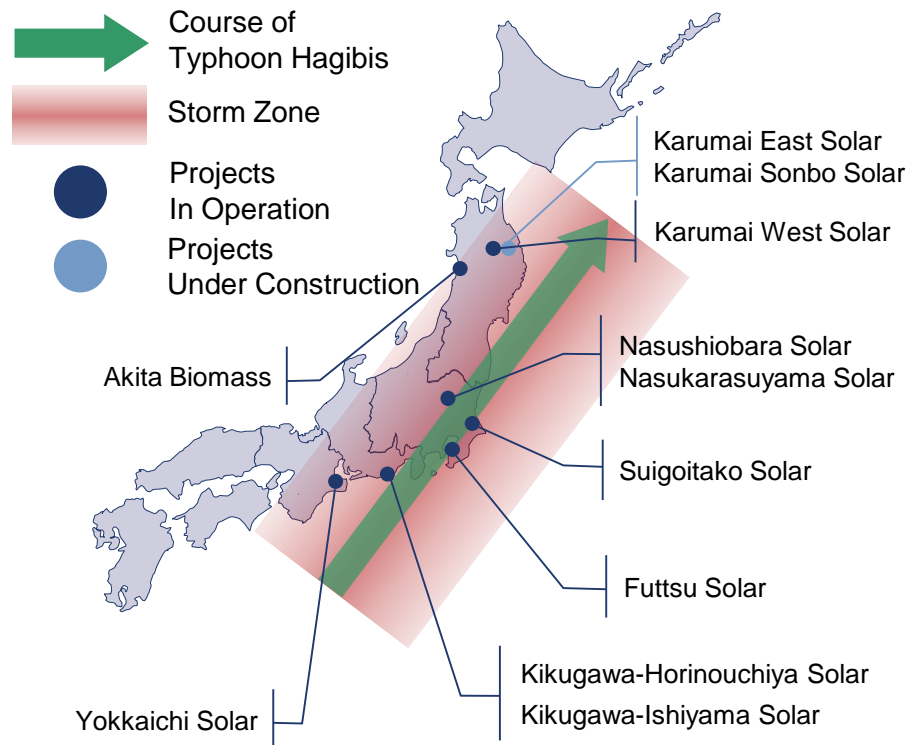 Course of
Typhoon Hagibis
Storm Zone
Projects
In Operation
Projects
Under Construction
Karumai East Solar
Karumai Sonbo Solar
Karumai West Solar
Akita Biomass
Nasushiobara Solar
Nasukarasuyama Solar
Suigoitako Solar
Futtsu Solar
Kikugawa-Horinouchiya Solar
Kikugawa-Ishiyama Solar
Yokkaichi Solar